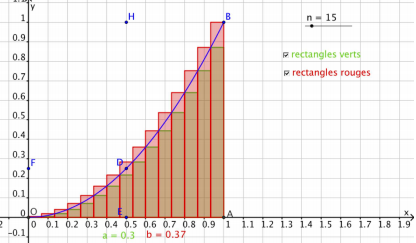 y
1
H
B
n = 15
0.9
0.8
rectangles verts
0.7
rectangles rouges
0.6
0.5
0.4
0.3
F
D
0.2
0.1
0
O
E
A
x
0
0.1 0.2 0.3 0.4 0.5 0.6 0.7 0.8 0.9 1 1.1 1.2 1.3 1.4 1.5 1.6 1.7 1.8 1.9
−0.1
a = 0.3 b = 0.37